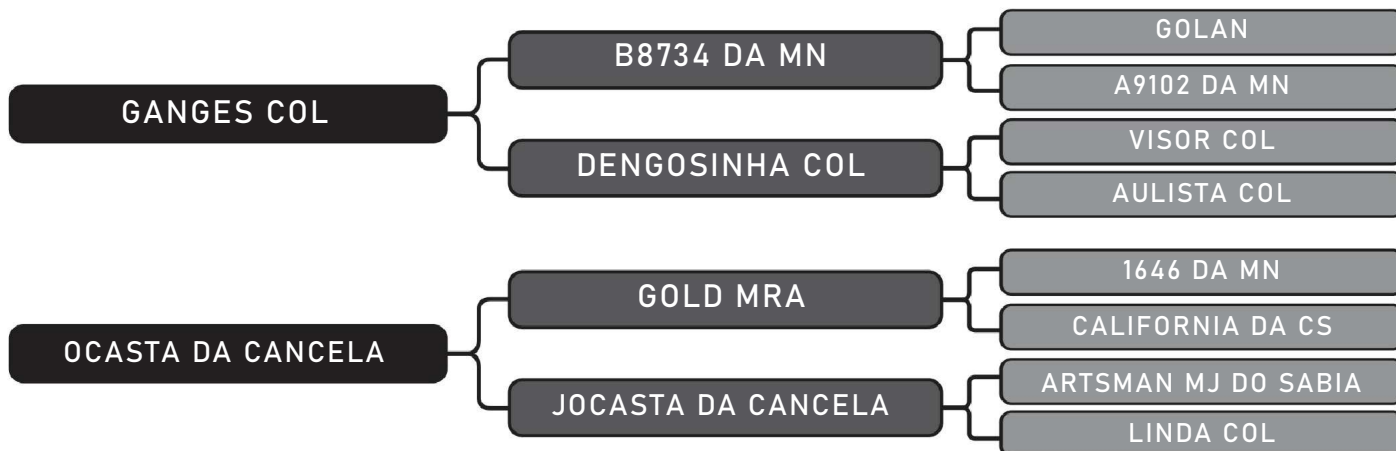 GANGES COL
B8734 DA MN
GOLAN
A9102 DA MN
DENGOSINHA COL
VISOR COL
AULISTA COL
OCASTA DA CANCELA
GOLD MRA
1646 DA MN
CALIFORNIA DA CS
JOCASTA DA CANCELA
ARTSMAN MJ DO SABIA
LINDA COL